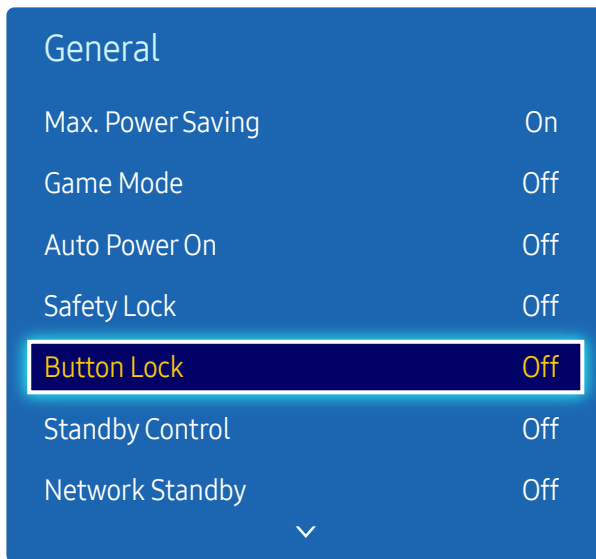 General
Max. Power Saving On
Game Mode Off
Auto Power On Off
Safety Lock Off
Button Lock Off
Standby Control Off
Network Standby Off